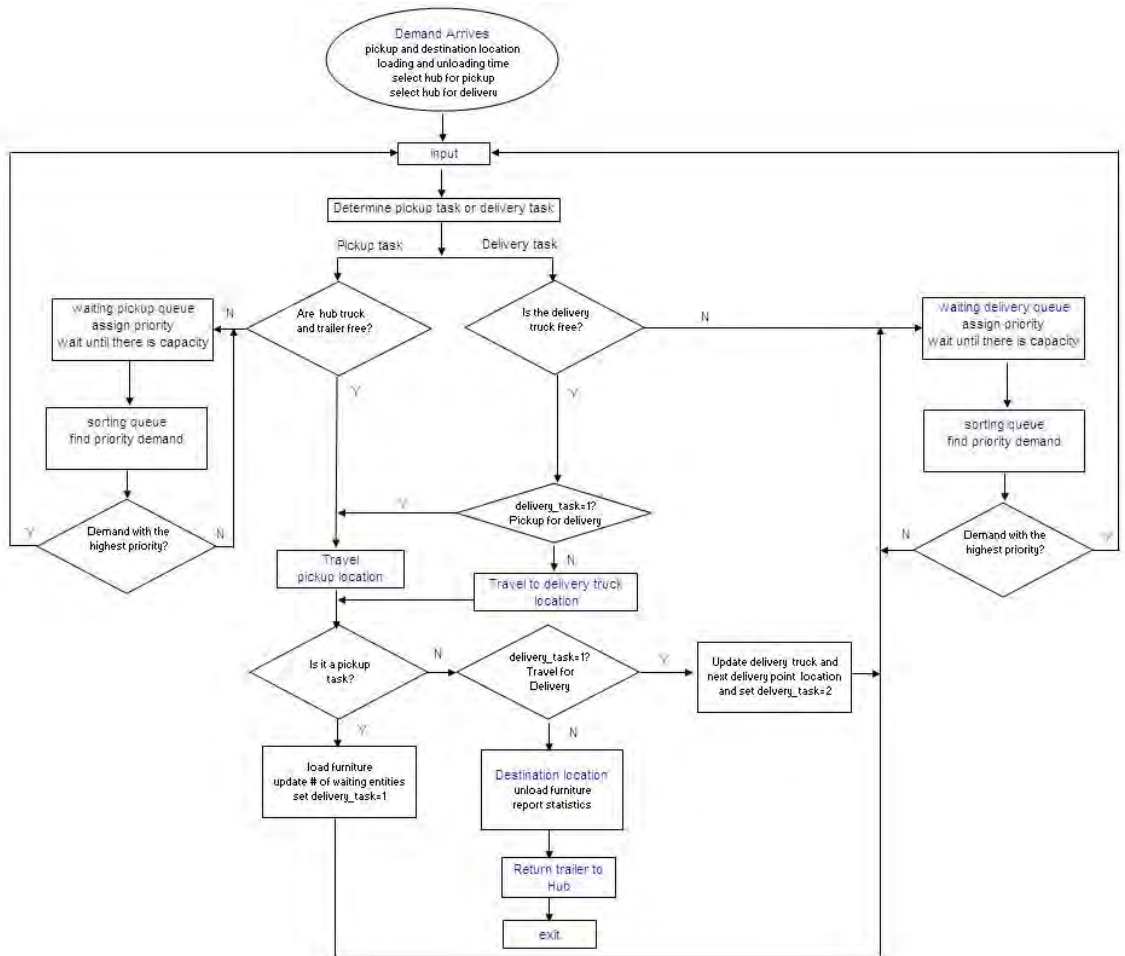 Demand Arrives
pickup and destination location
loading and unloading time
select hub for pickup
select hub for delivery
input
Determine pickup task or delivery task
Pickup task
Delivery task
Are hub truck
and trailer free?
N
waiting pickup queue
assign priority
wait until there is capacity
Is the delivery
truck free?
N
waiting delivery queue
assign priority
wait until there is capacity
Y
Y
sorting queue
find priority demand
sorting queue
find priority demand
Demand with the
highest priority?
Y
N
Y
delivery_task=1?
Pickup for delivery
N
Demand with the
highest priority?
Y
N
Travel
pickup location
Travel to delivery truck
location
Is it a pickup
task?
N
delivery_task=1?
Travel for
Delivery
Y
Update delivery truck and
next delivery point location
and set delvery_task=2
Y
N
load furniture
update # of waiting entities
set delivery_task=1
Destination location
unload furniture
report statistics
Return trailer to
Hub
exit